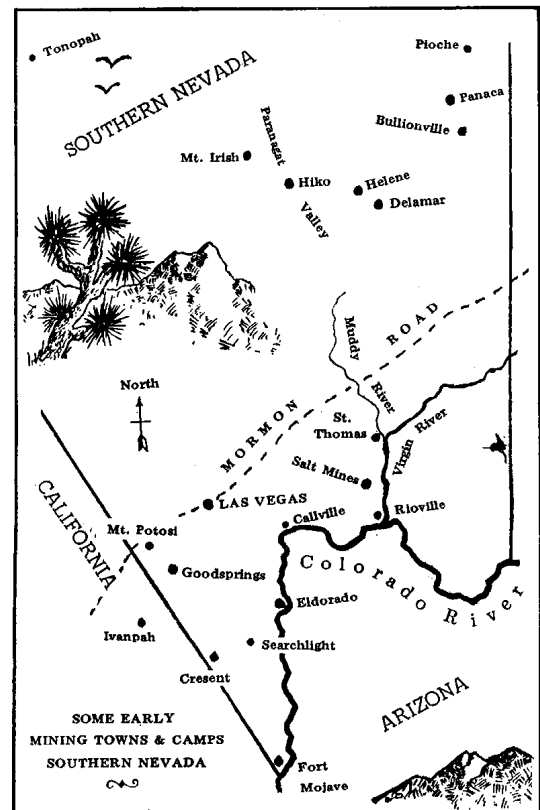 Tonopah
SOUTHERN NEVADA
Pioche
Panaca
Bullionville
Paranagat
Valley
Mt. Irish
Hiko
Helene
Delamar
Muddy
River
MORMON ROAD
North
St.
Thomas
Virgin River
Salt Mines
LAS VEGAS
Callville
Rioville
CALIFORNIA
Mt. Potosi
Goodsprings
Colorado River
Eldorado
Ivanpah
Searchlight
Cresent
ARIZONA
SOME EARLY
MINING TOWNS & CAMPS
SOUTHERN NEVADA
Fort
Mojave